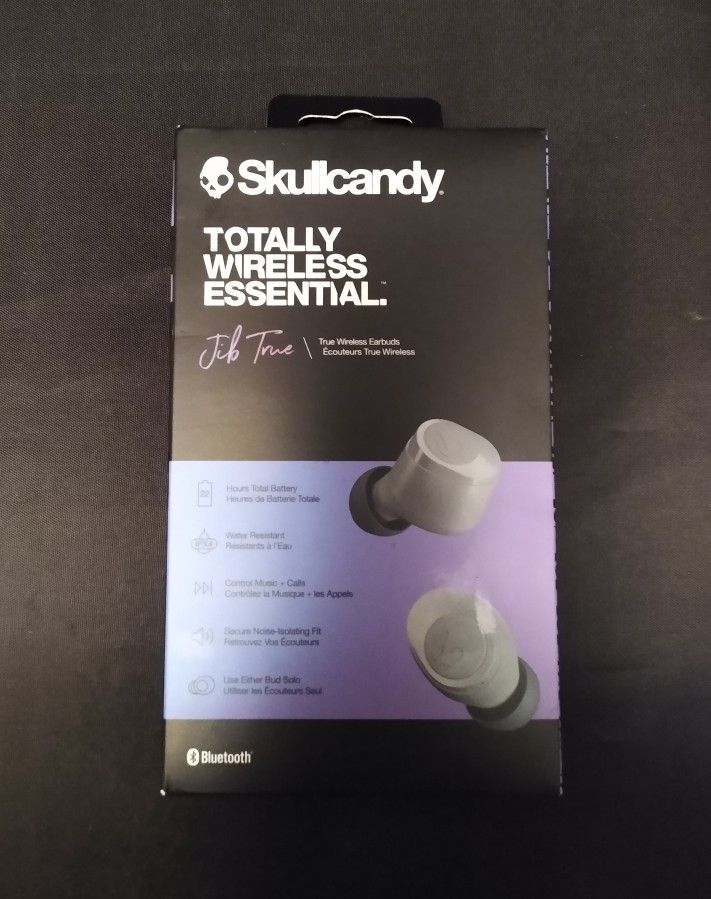 Skullcandy.
TOTALLY
WIRELESS
ESSENTIAL.™
Jib True \ True Wireless Earbuds
Écouteurs True Wireless
22
Hours Total Battery
Heures de Batterie Totale
IPX4
Water Resistant
Résistants à l'Eau
Control Music + Calls
Contrôlez la Musique + les Appels
Secure Noise-Isolating Fit
Retrouvez Vos Écouteurs
Use Either Bud Solo
Utiliser les Écouteurs Seul
Bluetooth®